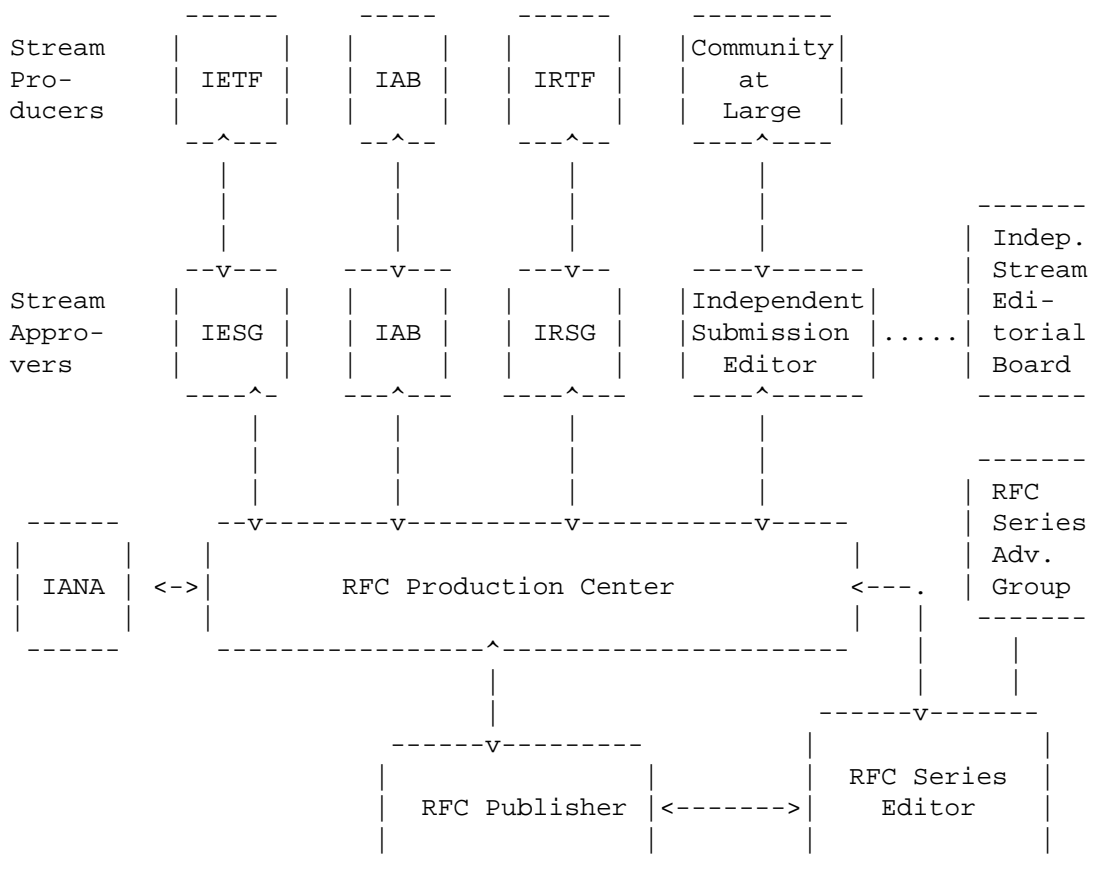 Stream
Pro-
ducers
IETF
IAB
IRTF
Community
at
Large
Stream
Appro-
vers
IESG
IAB
IRSG
Independent
Submission
Editor
.....
Indep.
Stream
Edi-
torial
Board
IANA
<->
RFC Production Center
<---.
RFC
Series
Adv.
Group
RFC Publisher
<------->
RFC Series
Editor